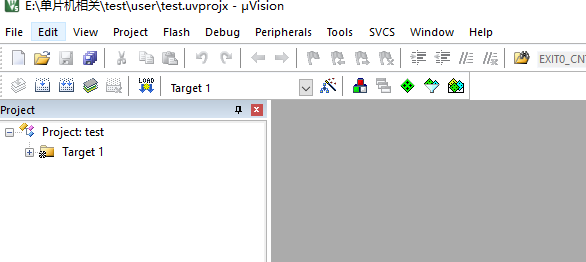 E:\单片机相关\test\user\test.uvprojx - µVision
File Edit View Project Flash Debug Peripherals Tools SVCS Window Help
EXIT0_CN
LOAD
Target 1
Project
Project: test
Target 1